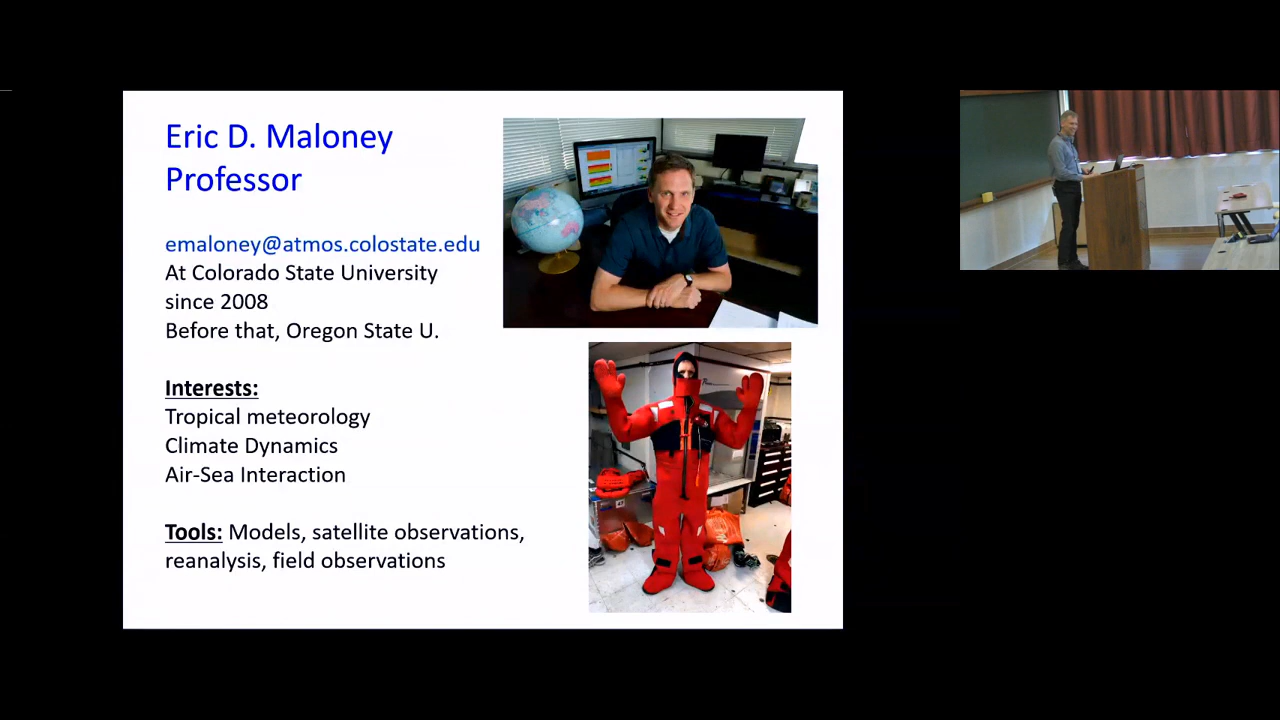 Eric D. Maloney
Professor
emaloney@atmos.colostate.edu
At Colorado State University
since 2008
Before that, Oregon State U.
Interests:
Tropical meteorology
Climate Dynamics
Air-Sea Interaction
Tools: Models, satellite observations,
reanalysis, field observations